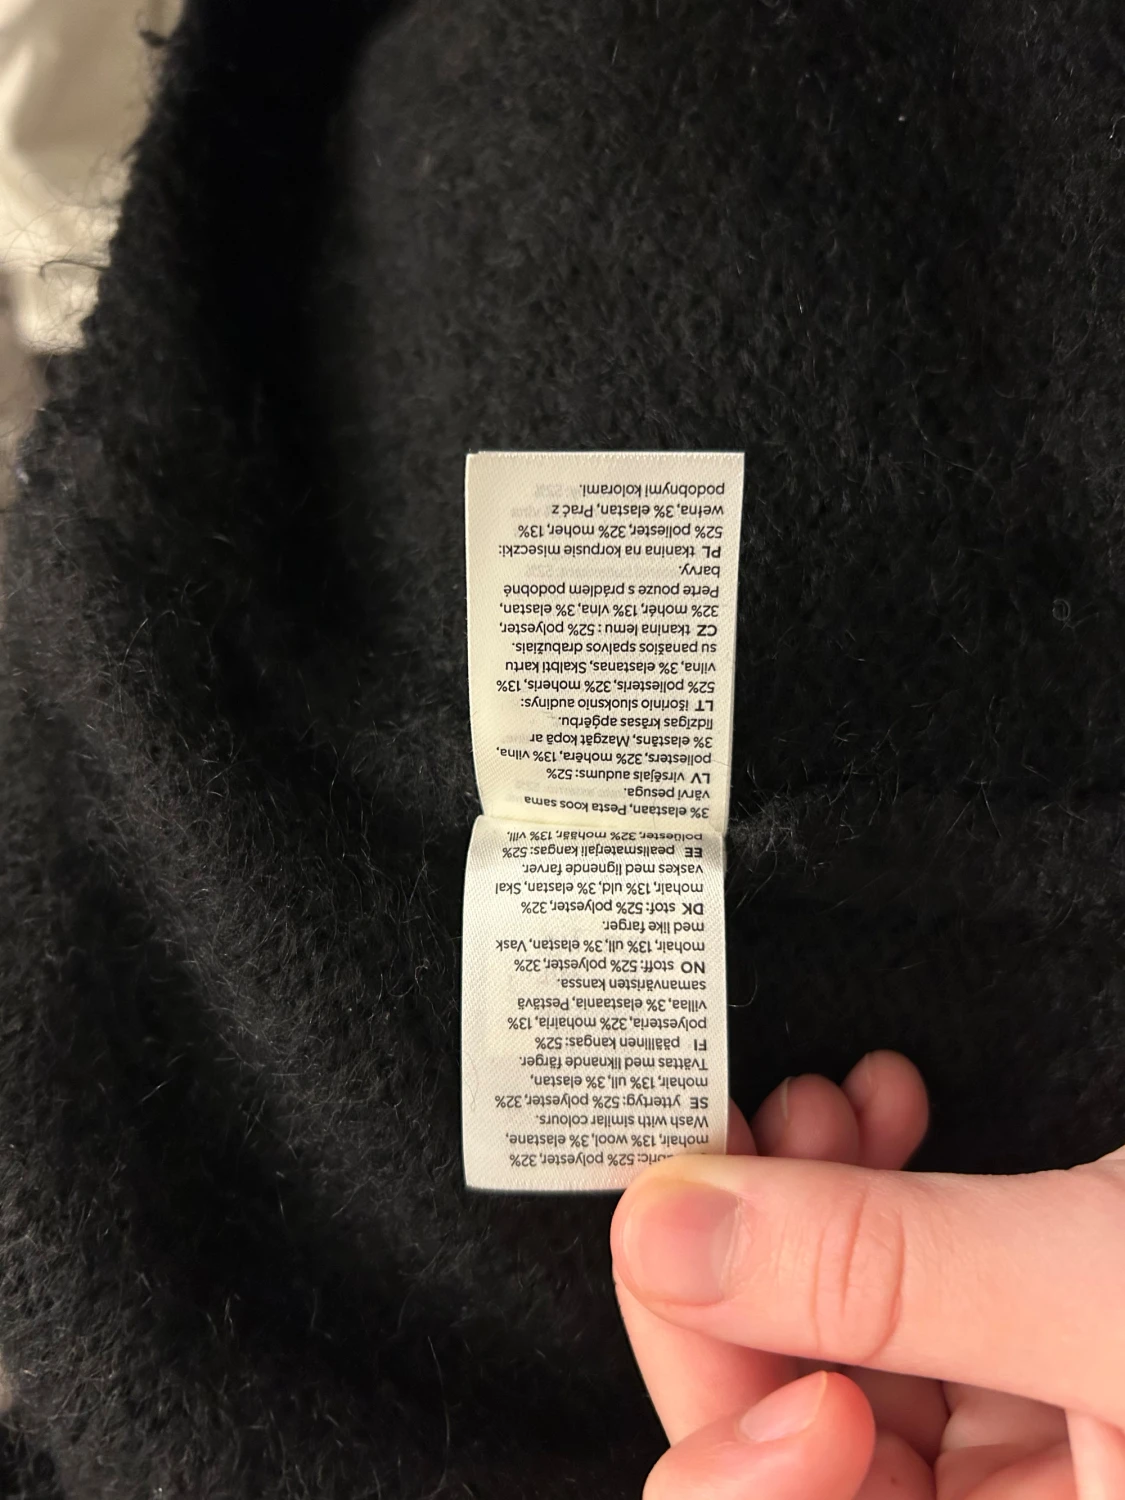 fabric: 52% polyester, 32%
mohair, 13% wool, 3% elastane,
Wash with similar colours.
SE yttertyg: 52% polyester, 32%
mohair, 13% ull, 3% elastan,
Tvättas med liknande färger.
FI päällinen kangas: 52%
polyesteria, 32% mohairia, 13%
villaa, 3% elastaania, Pestävä
samanväristen kanssa.
NO stoff: 52% polyester, 32%
mohair, 13% ull, 3% elastan, Vask
med like farger.
DK stof: 52% polyester, 32%
mohair, 13% uld, 3% elastan, Skal
vaskes med lignende farver.
EE pealismaterjali kangas: 52%
polüester, 32% mohäär, 13% vill,
3% elastaan, Pesta koos sama
värvi pesuga.
LV virsējais audums: 52%
poliesters, 32% mohēra, 13% vilna,
3% elastāns, Mazgāt kopā ar
līdzīgas krāsas apģērbu.
LT išorinio sluoksnio audinys:
52% poliesteris, 32% moheris, 13%
vilna, 3% elastanas, Skalbti kartu
su panašios spalvos drabužiais.
CZ tkanina lemu : 52% polyester,
32% mohér, 13% vlna, 3% elastan,
Perte pouze s prádlem podobné
barvy.
PL tkanina na korpusie miseczki:
52% poliester, 32% moher, 13%
wełna, 3% elastan, Prać z
podobnymi kolorami.